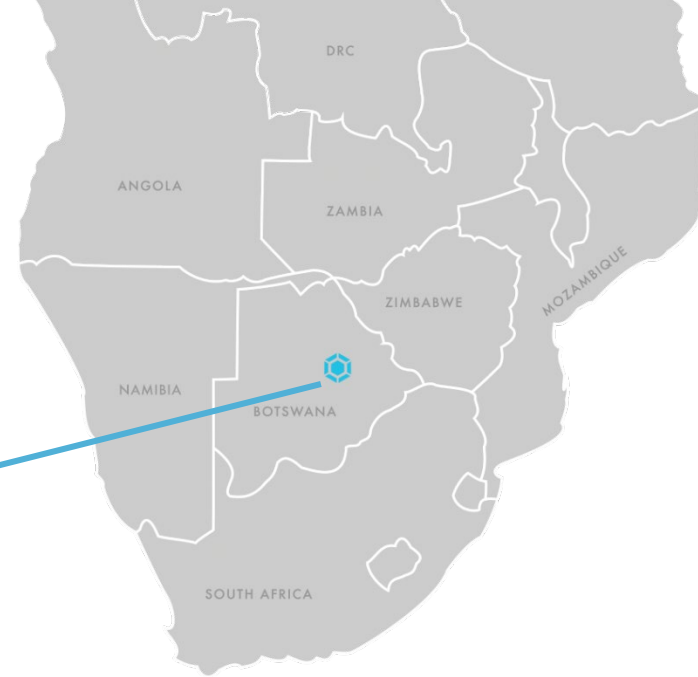 DRC
ANGOLA
ZAMBIA
MOZAMBIQUE
ZIMBABWE
NAMIBIA
BOTSWANA
SOUTH AFRICA